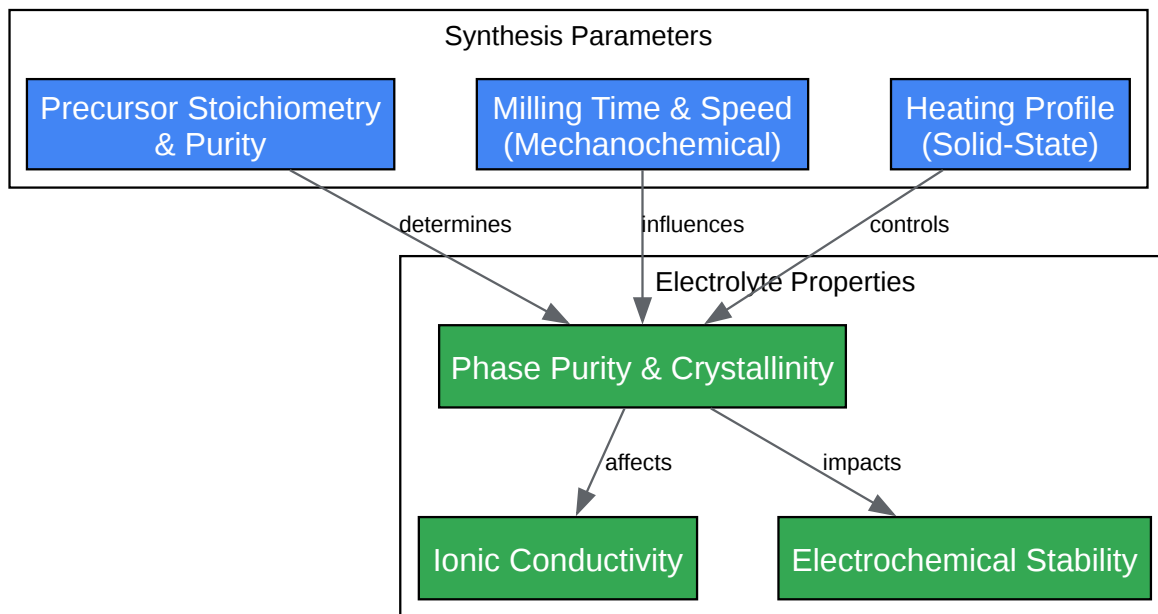 Synthesis Parameters
Precursor Stoichiometry
& Purity
Milling Time & Speed
(Mechanochemical)
Heating Profile
(Solid-State)
determines
influences
controls
Electrolyte Properties
Phase Purity & Crystallinity
affects
impacts
Ionic Conductivity
Electrochemical Stability